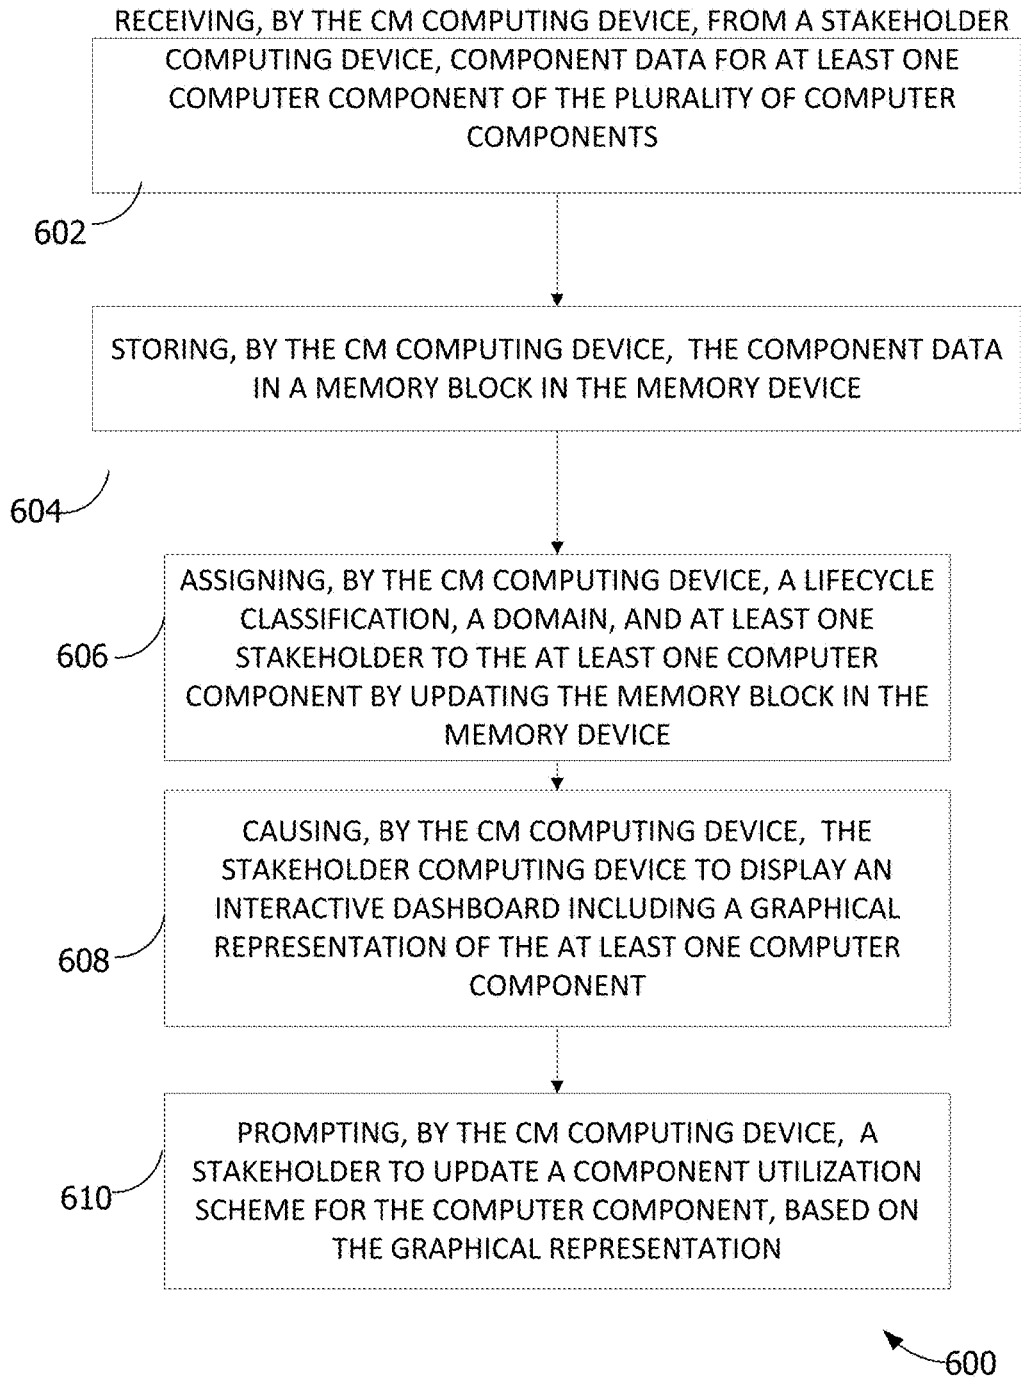 RECEIVING, BY THE CM COMPUTING DEVICE, FROM A STAKEHOLDER
COMPUTING DEVICE, COMPONENT DATA FOR AT LEAST ONE
COMPUTER COMPONENT OF THE PLURALITY OF COMPUTER
COMPONENTS
602
STORING, BY THE CM COMPUTING DEVICE, THE COMPONENT DATA
IN A MEMORY BLOCK IN THE MEMORY DEVICE
604
ASSIGNING, BY THE CM COMPUTING DEVICE, A LIFECYCLE
CLASSIFICATION, A DOMAIN, AND AT LEAST ONE
STAKEHOLDER TO THE AT LEAST ONE COMPUTER
COMPONENT BY UPDATING THE MEMORY BLOCK IN THE
MEMORY DEVICE
606
CAUSING, BY THE CM COMPUTING DEVICE, THE
STAKEHOLDER COMPUTING DEVICE TO DISPLAY AN
INTERACTIVE DASHBOARD INCLUDING A GRAPHICAL
REPRESENTATION OF THE AT LEAST ONE COMPUTER
COMPONENT
608
PROMPTING, BY THE CM COMPUTING DEVICE, A
STAKEHOLDER TO UPDATE A COMPONENT UTILIZATION
SCHEME FOR THE COMPUTER COMPONENT, BASED ON
THE GRAPHICAL REPRESENTATION
610
600